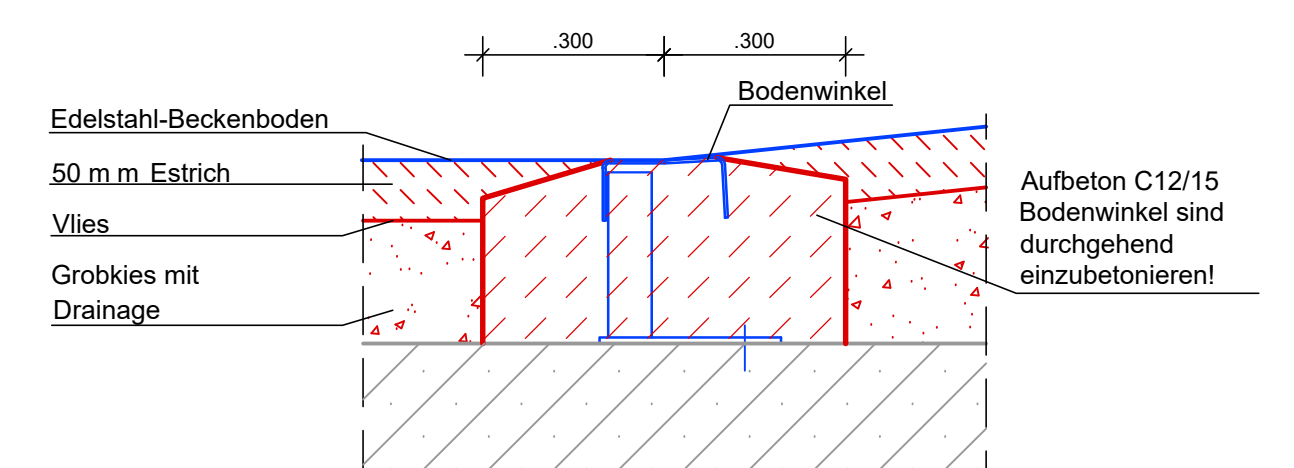 .300
.300
Bodenwinkel
Edelstahl-Beckenboden
50 m m Estrich
Vlies
Grobkies mit
Drainage
Aufbeton C12/15
Bodenwinkel sind
durchgehend
einzubetonieren!